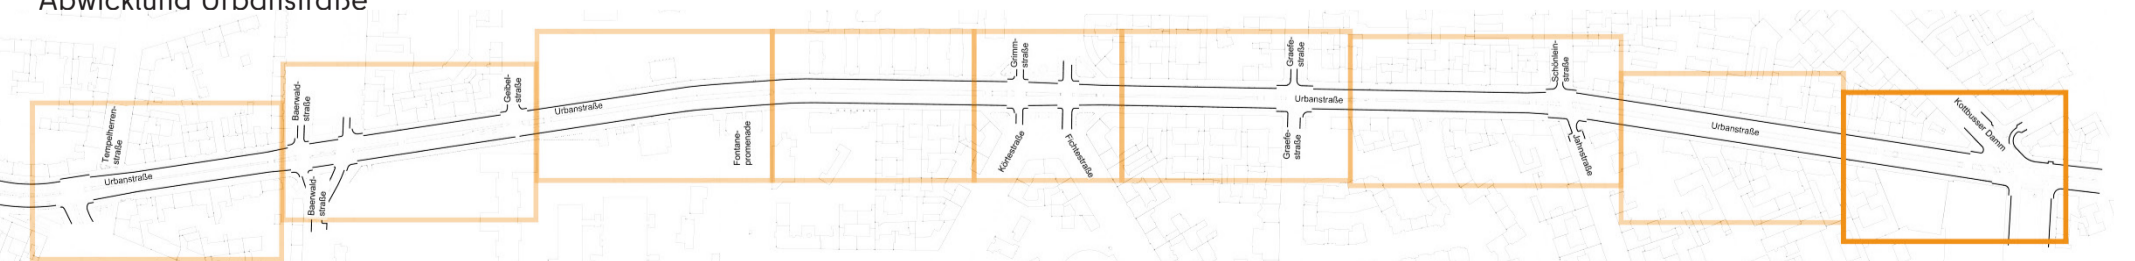 Abwicklung Urbanstraße
Tempelherren-
straße
Urbanstraße
Baerwald-
straße
Baerwald-
straße
Geibel-
straße
Urbanstraße
Fontane-
promenade
Grimm-
straße
Körtestraße
Fichtestraße
Graefe-
straße
Urbanstraße
Graefe-
straße
Schönlein-
straße
Jahnstraße
Urbanstraße
Kottbusser Damm